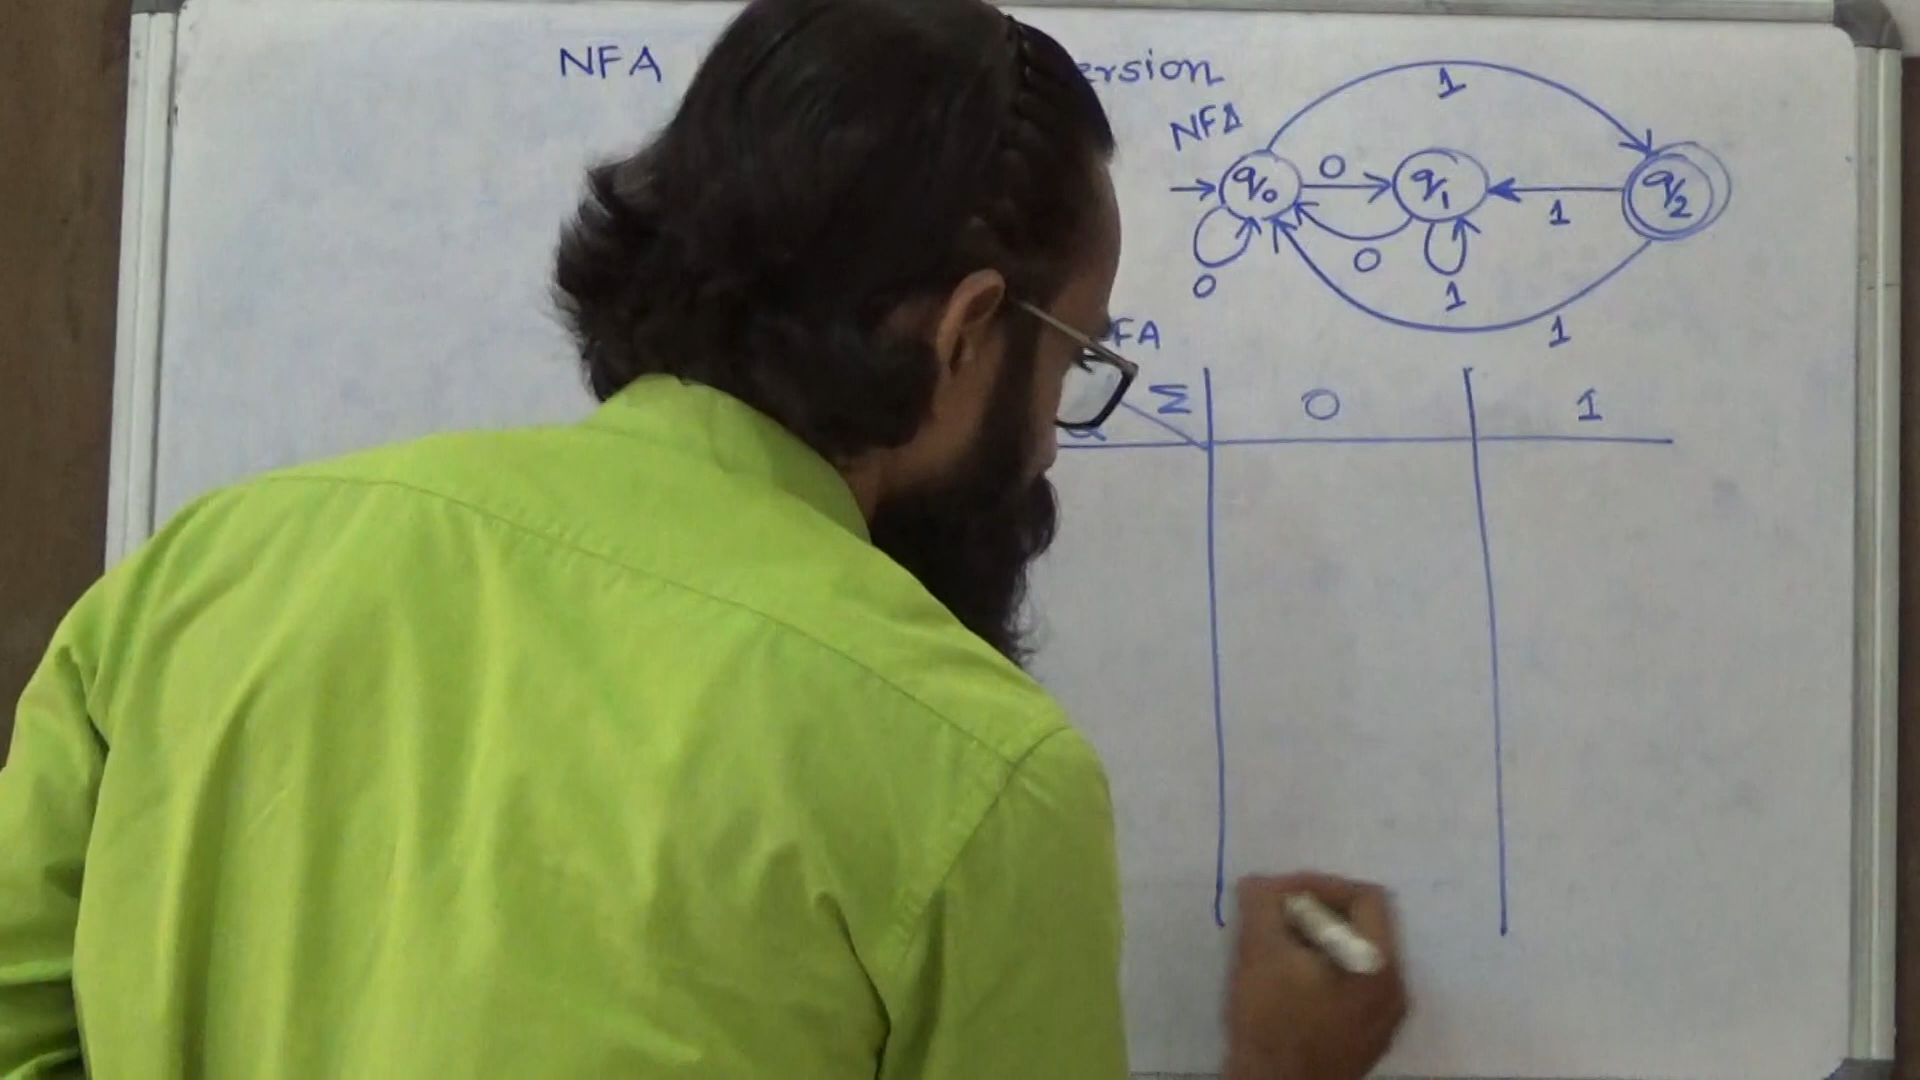 NFA ersion
NFA
1
q0 0 q1 1 q2
0 0 1 1
FA
Σ 0 1